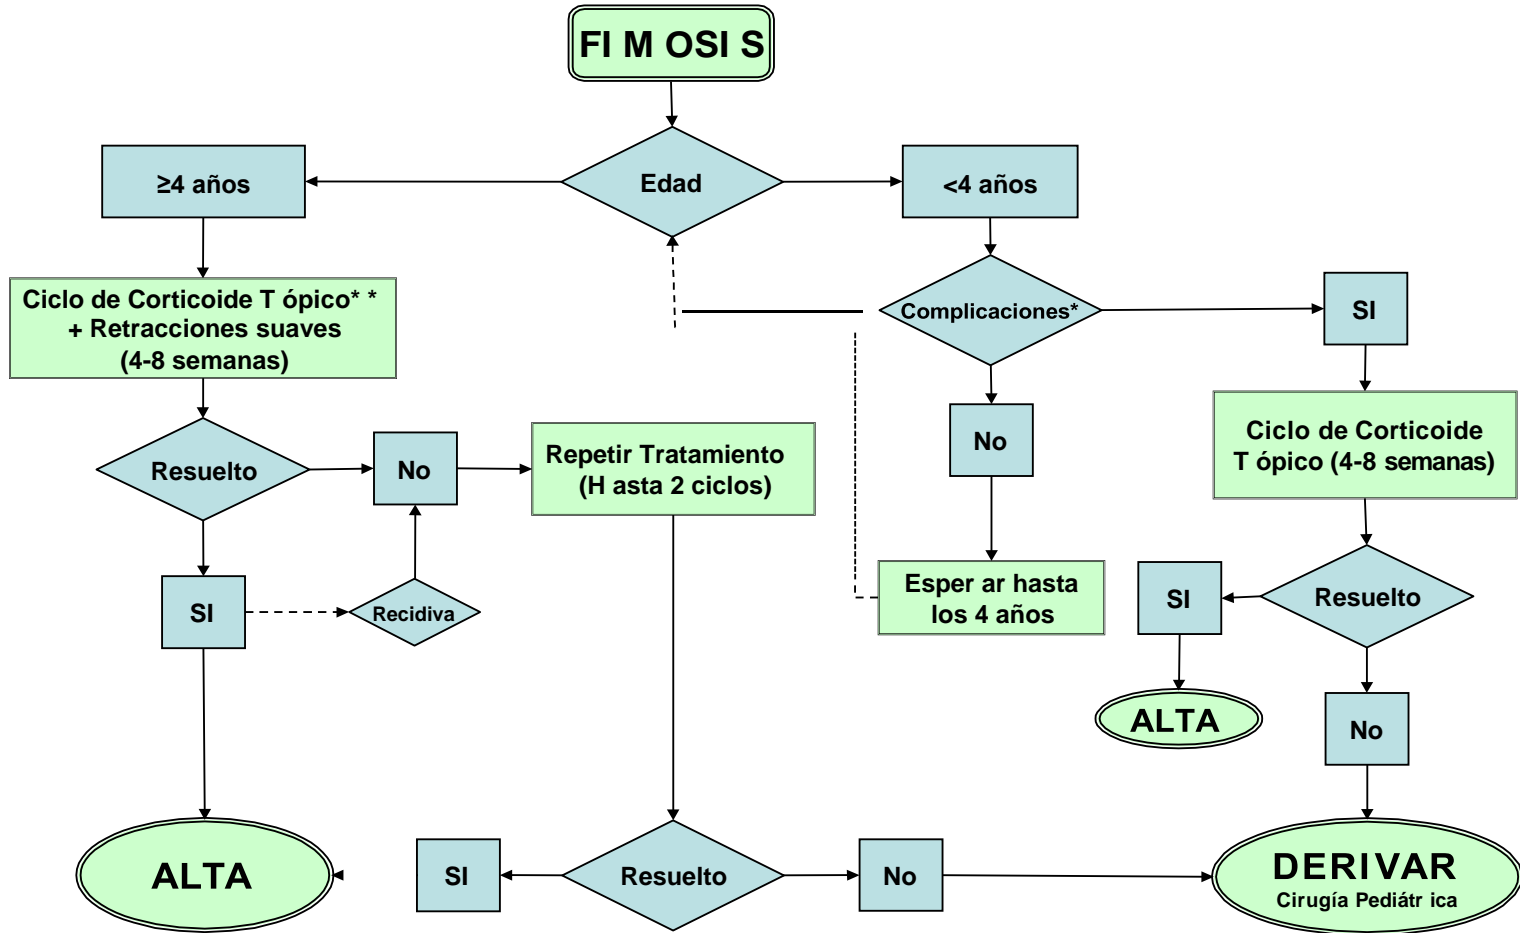 FI M OSI S
≥4 años
Edad
<4 años
Ciclo de Corticoide T ópico* *
+ Retracciones suaves
(4-8 semanas)
Complicaciones*
SI
Resuelto
No
Repetir Tratamiento
(H asta 2 ciclos)
No
Ciclo de Corticoide
T ópico (4-8 semanas)
SI
Recidiva
Esper ar hasta
los 4 años
SI
Resuelto
ALTA
No
ALTA
SI
Resuelto
No
DERIVAR
Cirugía Pediátr ica